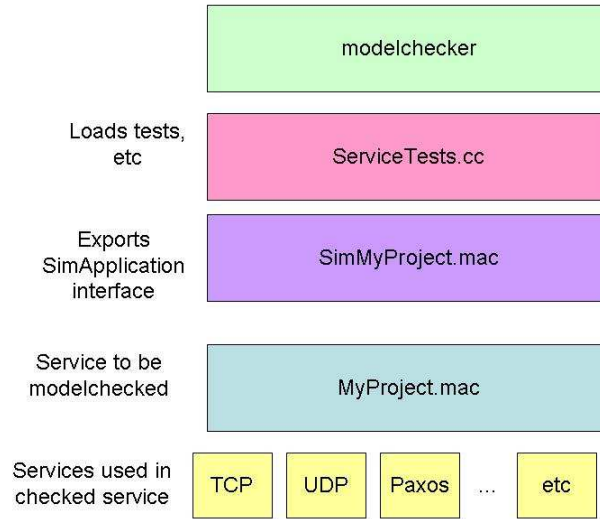 modelchecker
Loads tests,
etc
ServiceTests.cc
Exports
SimApplication
interface
SimMyProject.mac
Service to be
modelchecked
MyProject.mac
Services used in
checked service
TCP
UDP
Paxos
...
etc